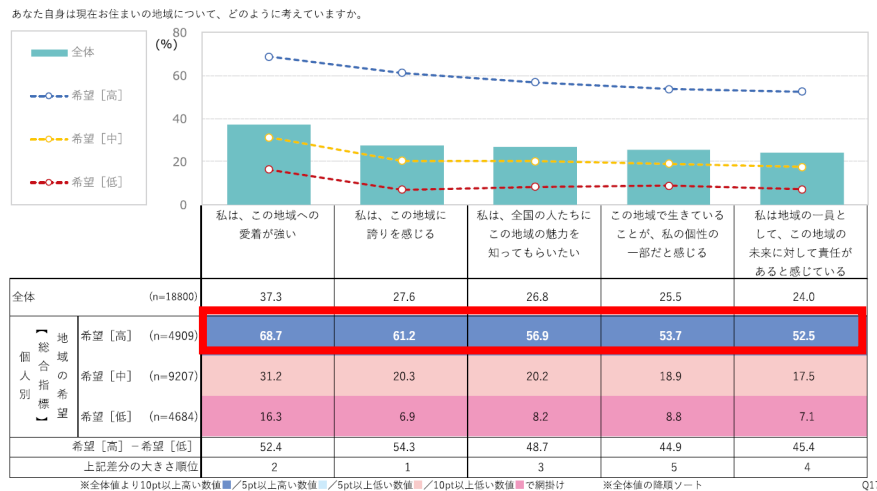 あなた自身は現在お住まいの地域について、どのように考えていますか。
(%)
80
60
40
20
0
全体
希望［高］
希望［中］
希望［低］
私は、この地域への
愛着が強い
私は、この地域に
誇りを感じる
私は、全国の人たちに
この地域の魅力を
知ってもらいたい
この地域で生きている
ことが、私の個性の
一部だと感じる
私は地域の一員と
して、この地域の
未来に対して責任が
あると感じている
全体 (n=18800) 37.3 27.6 26.8 25.5 24.0
個人別
【総合指標】
地域の希望
希望［高］ (n=4909) 68.7 61.2 56.9 53.7 52.5
希望［中］ (n=9207) 31.2 20.3 20.2 18.9 17.5
希望［低］ (n=4684) 16.3 6.9 8.2 8.8 7.1
希望［高］－希望［低］ 52.4 54.3 48.7 44.9 45.4
上記差分の大きさ順位 2 1 3 5 4
※全体値より10pt以上高い数値／5pt以上高い数値／5pt以上低い数値／10pt以上低い数値で網掛け ※全体値の降順ソート